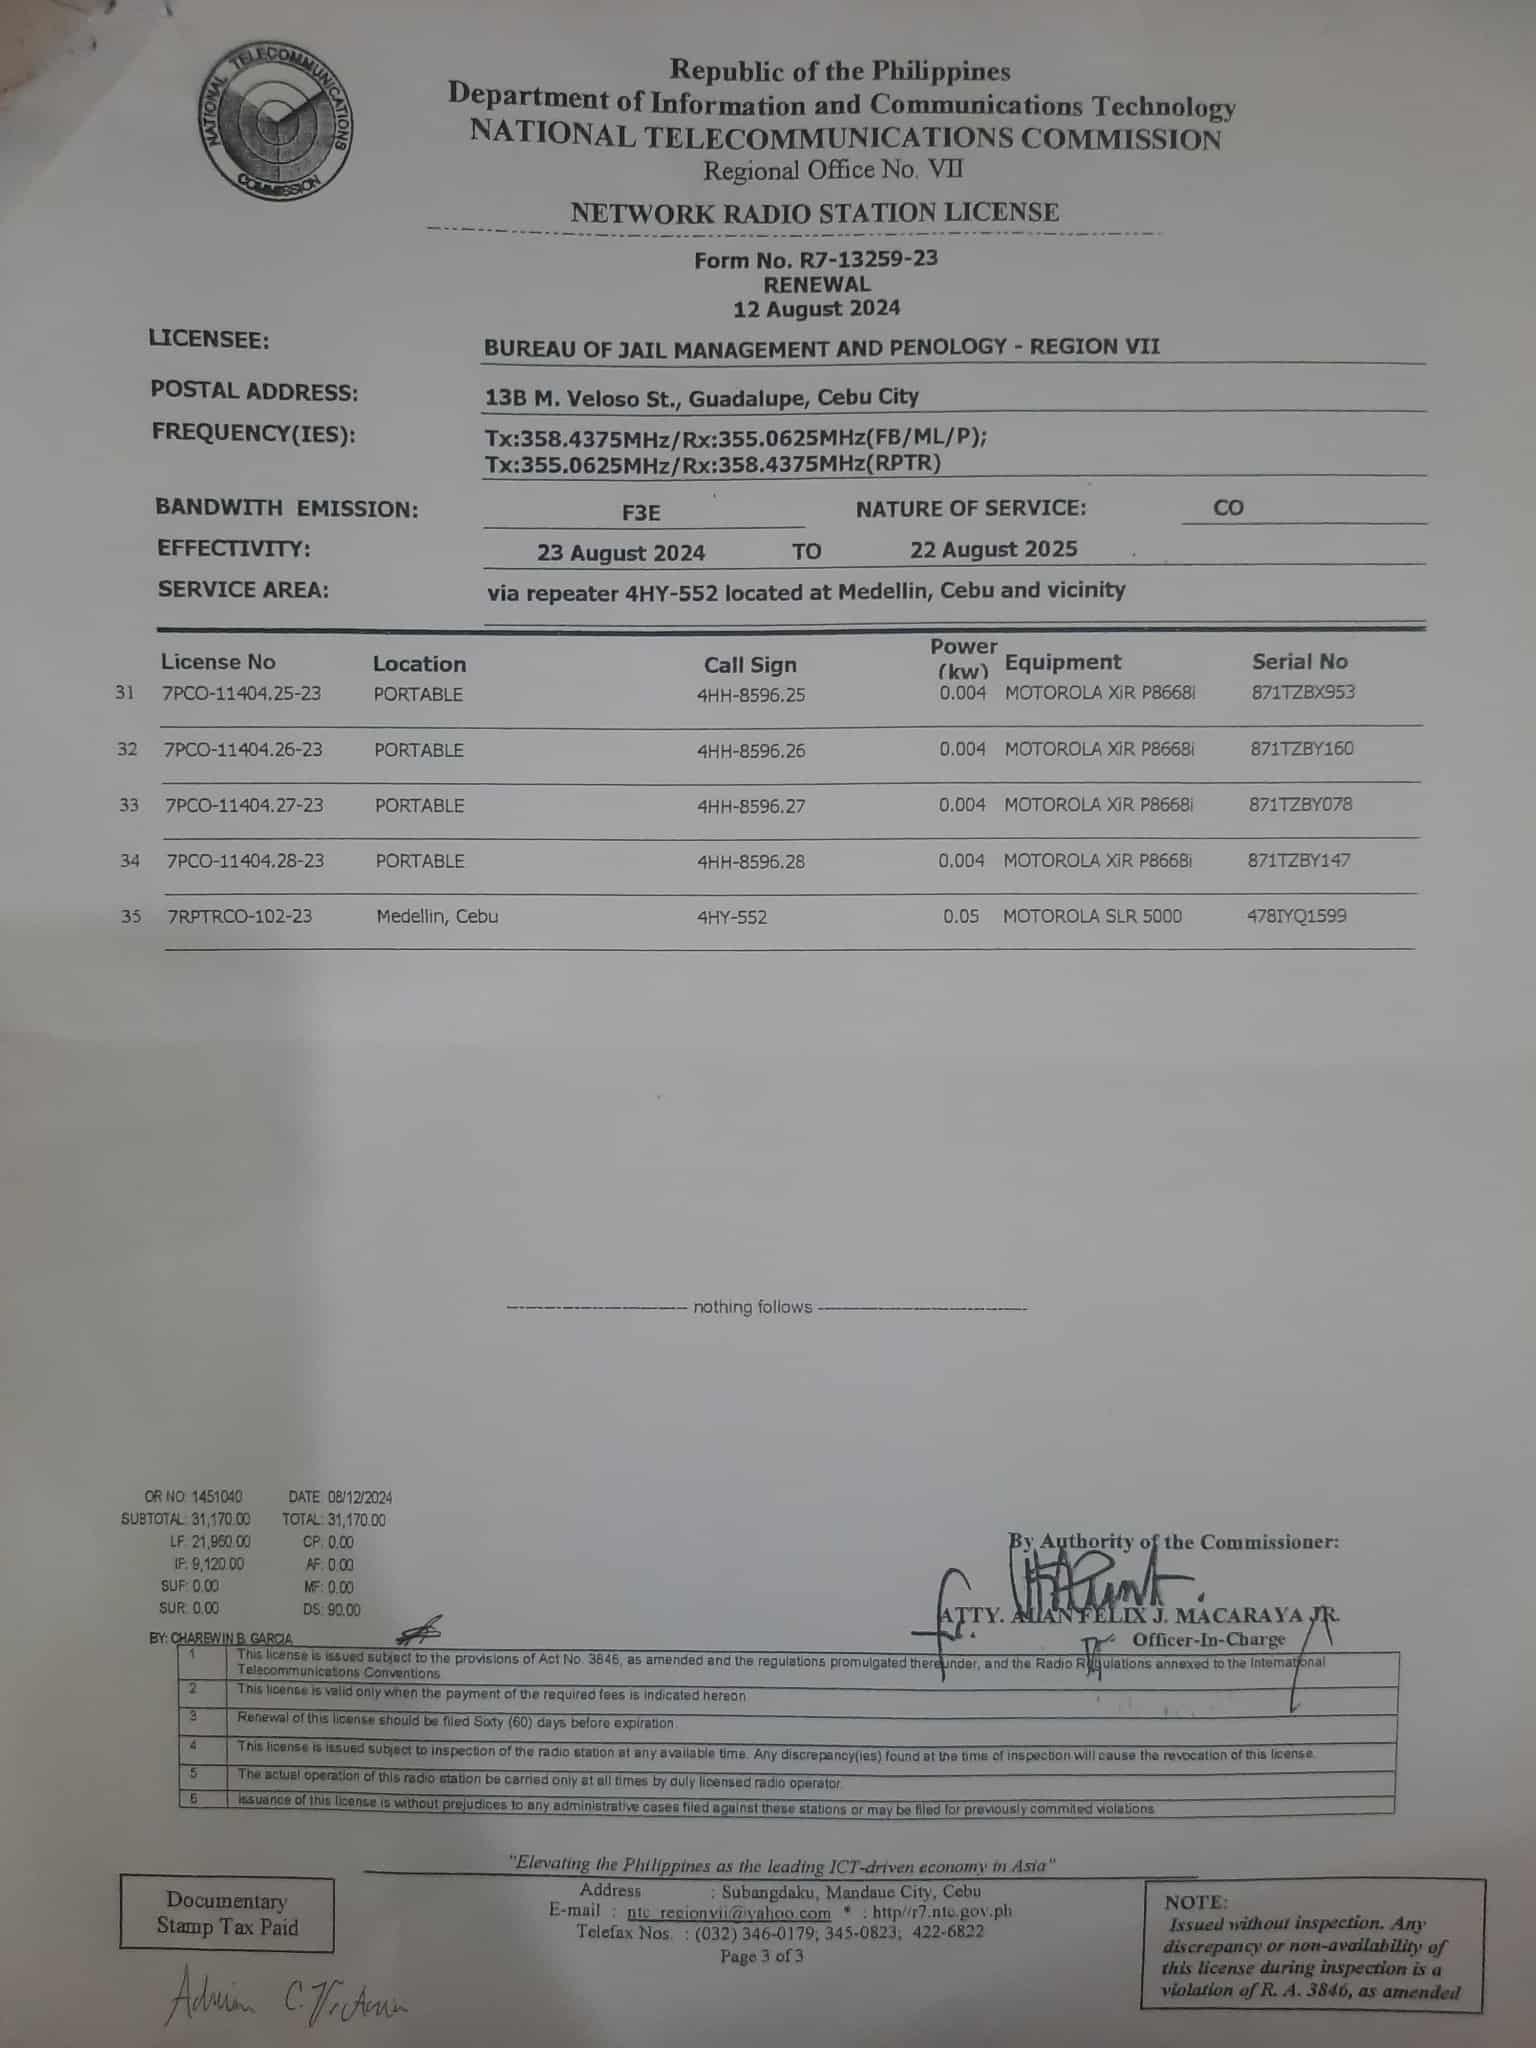 NATIONAL TELECOMMUNICATIONS COMMISSION
Republic of the Philippines
Department of Information and Communications Technology
NATIONAL TELECOMMUNICATIONS COMMISSION
Regional Office No. VII
NETWORK RADIO STATION LICENSE
Form No. R7-13259-23
RENEWAL
12 August 2024
LICENSEE: BUREAU OF JAIL MANAGEMENT AND PENOLOGY - REGION VII
POSTAL ADDRESS: 13B M. Veloso St., Guadalupe, Cebu City
FREQUENCY(IES): Tx:358.4375MHz/Rx:355.0625MHz(FB/ML/P);
Tx:355.0625MHz/Rx:358.4375MHz(RPTR)
BANDWITH EMISSION: F3E NATURE OF SERVICE: CO
EFFECTIVITY: 23 August 2024 TO 22 August 2025
SERVICE AREA: via repeater 4HY-552 located at Medellin, Cebu and vicinity
License No Location Call Sign Power (kw) Equipment Serial No
31 7PCO-11404.25-23 PORTABLE 4HH-8596.25 0.004 MOTOROLA XiR P8668i 871TZBX953
32 7PCO-11404.26-23 PORTABLE 4HH-8596.26 0.004 MOTOROLA XiR P8668i 871TZBY160
33 7PCO-11404.27-23 PORTABLE 4HH-8596.27 0.004 MOTOROLA XiR P8668i 871TZBY078
34 7PCO-11404.28-23 PORTABLE 4HH-8596.28 0.004 MOTOROLA XiR P8668i 871TZBY147
35 7RPTRCO-102-23 Medellin, Cebu 4HY-552 0.05 MOTOROLA SLR 5000 478IYQ1599
nothing follows
OR NO: 1451040 DATE: 08/12/2024
SUBTOTAL: 31,170.00 TOTAL: 31,170.00
LF: 21,960.00 CP: 0.00
IF: 9,120.00 AF: 0.00
SUF: 0.00 MF: 0.00
SUR: 0.00 DS: 90.00
BY: CHAREWIN B. GARCIA
By Authority of the Commissioner:
ATTY. ALAN FELIX J. MACARAYA JR.
Officer-In-Charge
1 This license is issued subject to the provisions of Act No. 3846, as amended and the regulations promulgated thereunder, and the Radio Regulations annexed to the International
Telecommunications Conventions
2 This license is valid only when the payment of the required fees is indicated hereon
3 Renewal of this license should be filed Sixty (60) days before expiration.
4 This license is issued subject to inspection of the radio station at any available time. Any discrepancy(ies) found at the time of inspection will cause the revocation of this license.
5 The actual operation of this radio station be carried only at all times by duly licensed radio operator.
6 Issuance of this license is without prejudices to any administrative cases filed against these stations or may be filed for previously commited violations
"Elevating the Philippines as the leading ICT-driven economy in Asia"
Address : Subangdaku, Mandaue City, Cebu
E-mail : ntc_regionvii@yahoo.com * : http//r7.ntc.gov.ph
Telefax Nos. : (032) 346-0179; 345-0823; 422-6822
Page 3 of 3
Documentary
Stamp Tax Paid
NOTE:
Issued without inspection. Any
discrepancy or non-availability of
this license during inspection is a
violation of R. A. 3846, as amended
Adrian C.